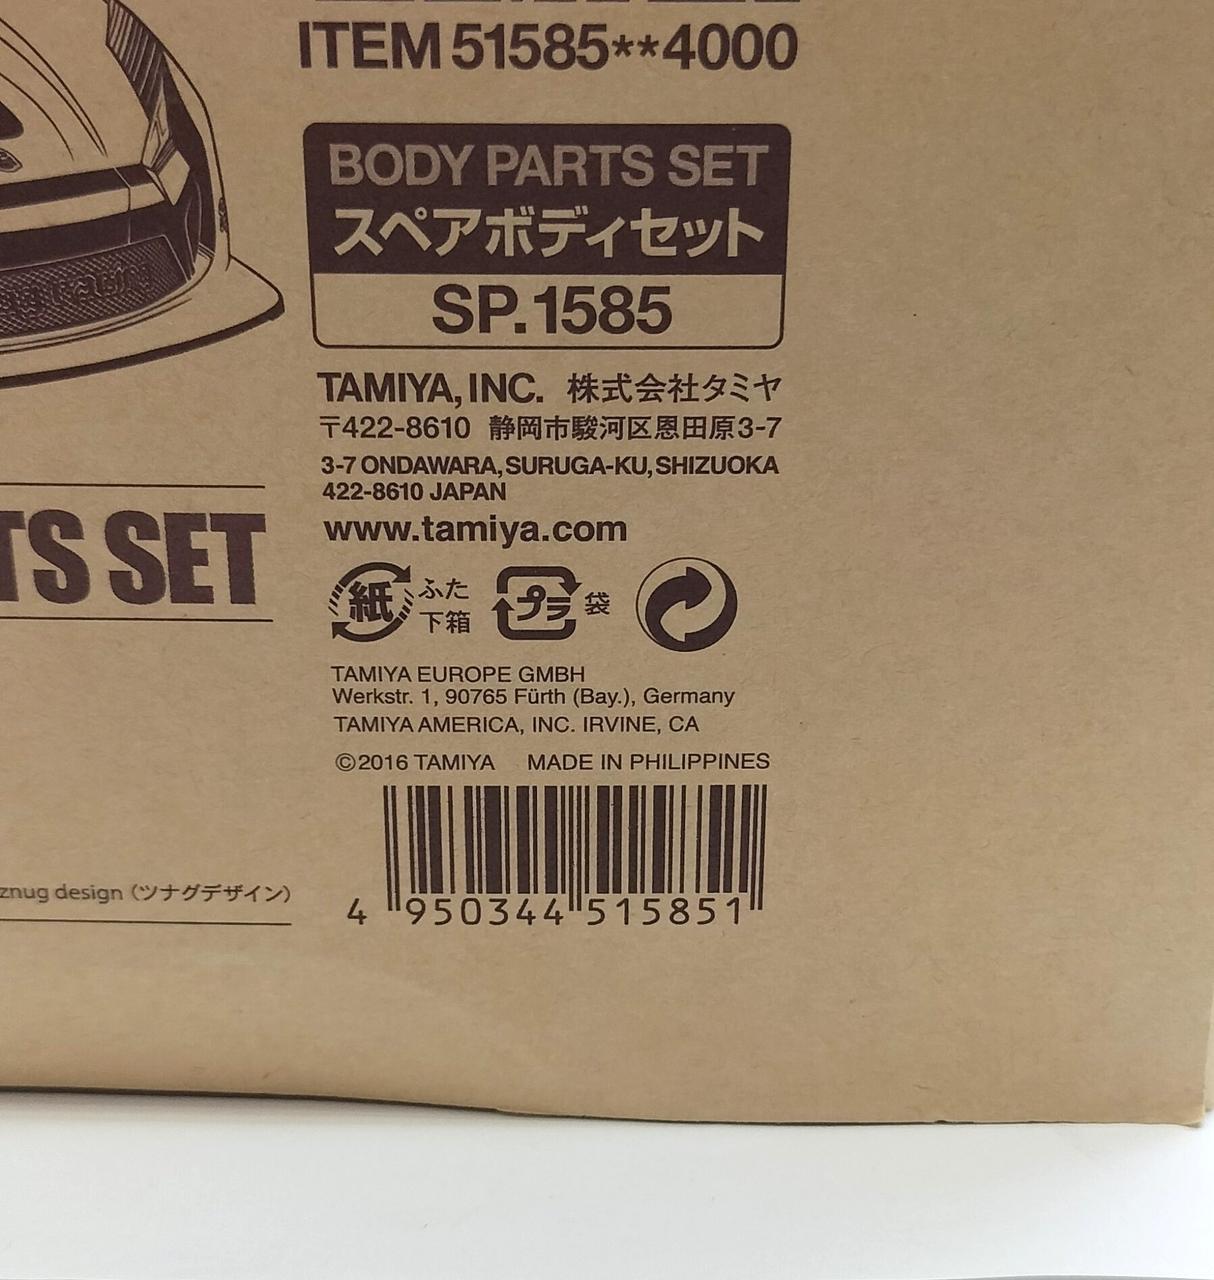 ITEM 51585**4000
BODY PARTS SET
スペアボディセット
SP.1585
TAMIYA, INC. 株式会社タミヤ
〒422-8610 静岡市駿河区恩田原3-7
3-7 ONDAWARA, SURUGA-KU, SHIZUOKA
422-8610 JAPAN
www.tamiya.com
TS SET
紙 ふた
下箱
プラ 袋
TAMIYA EUROPE GMBH
Werkstr. 1, 90765 Fürth (Bay.), Germany
TAMIYA AMERICA, INC. IRVINE, CA
©2016 TAMIYA MADE IN PHILIPPINES
znug design（ツナグデザイン）
4 950344 515851